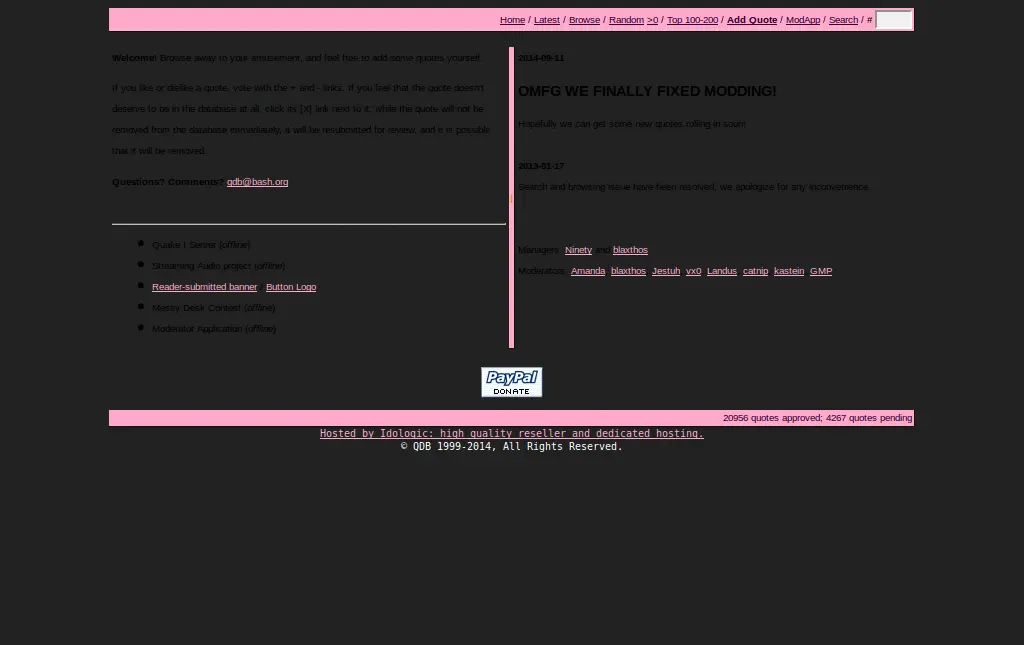 Home / Latest / Browse / Random >0 / Top 100-200 / Add Quote / ModApp / Search / #
Welcome! Browse away to your amusement, and feel free to add some quotes yourself.
If you like or dislike a quote, vote with the + and - links. If you feel that the quote doesn't
deserve to be in the database at all, click its [X] link next to it; while the quote will not be
removed from the database immediately, it will be resubmitted for review, and it is possible
that it will be removed.
Questions? Comments? qdb@bash.org
Quake I Server (offline)
Streaming Audio project (offline)
Reader-submitted banner / Button Logo
Messy Desk Contest (offline)
Moderator Application (offline)
2014-09-11
OMFG WE FINALLY FIXED MODDING!
Hopefully we can get some new quotes rolling in soon!
2013-01-17
Search and browsing issue have been resolved, we apologize for any inconvenience.
Managers: Ninety and blaxthos
Moderators: Amanda blaxthos Jestuh vx0 Landus catnip kastein GMP
PayPal
DONATE
20956 quotes approved; 4267 quotes pending
Hosted by Idologic: high quality reseller and dedicated hosting.
© QDB 1999-2014, All Rights Reserved.